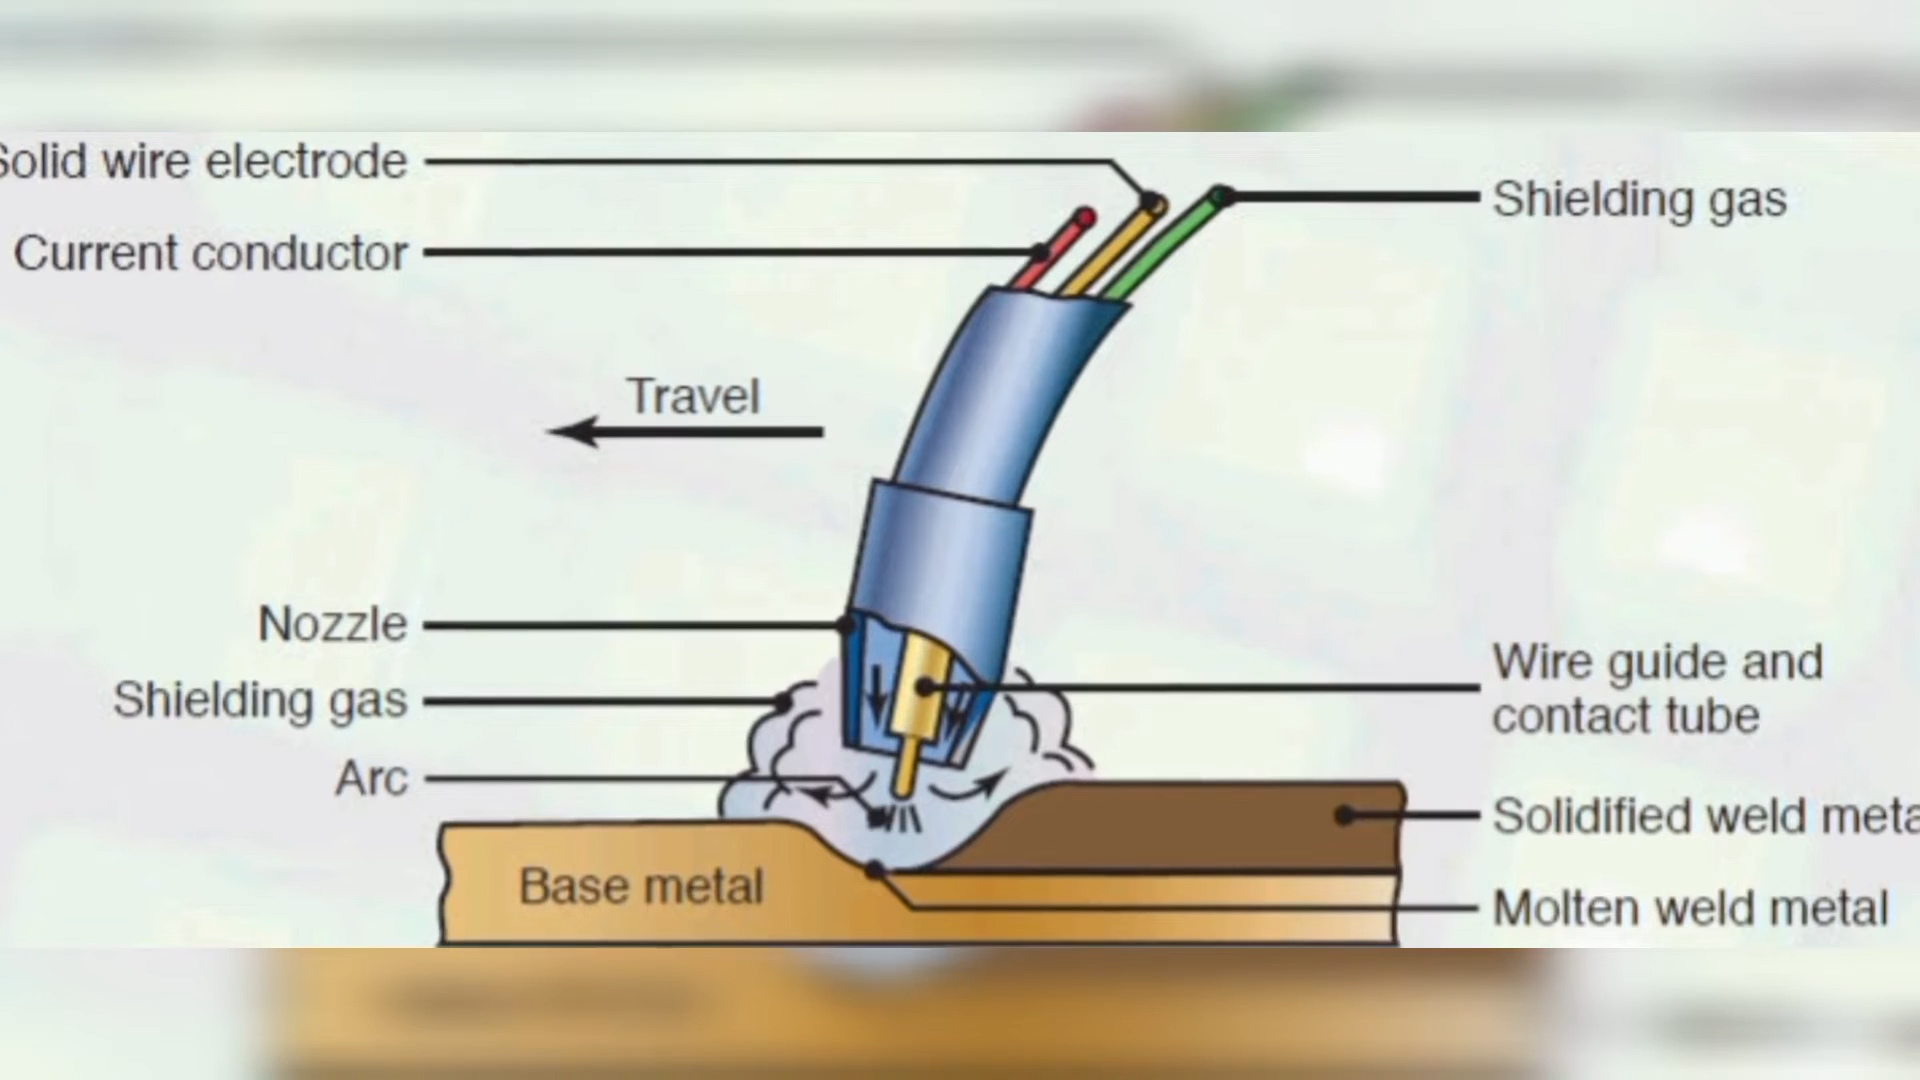 Solid wire electrode
Current conductor
Shielding gas
Travel
Nozzle
Shielding gas
Arc
Wire guide and
contact tube
Base metal
Solidified weld meta
Molten weld metal